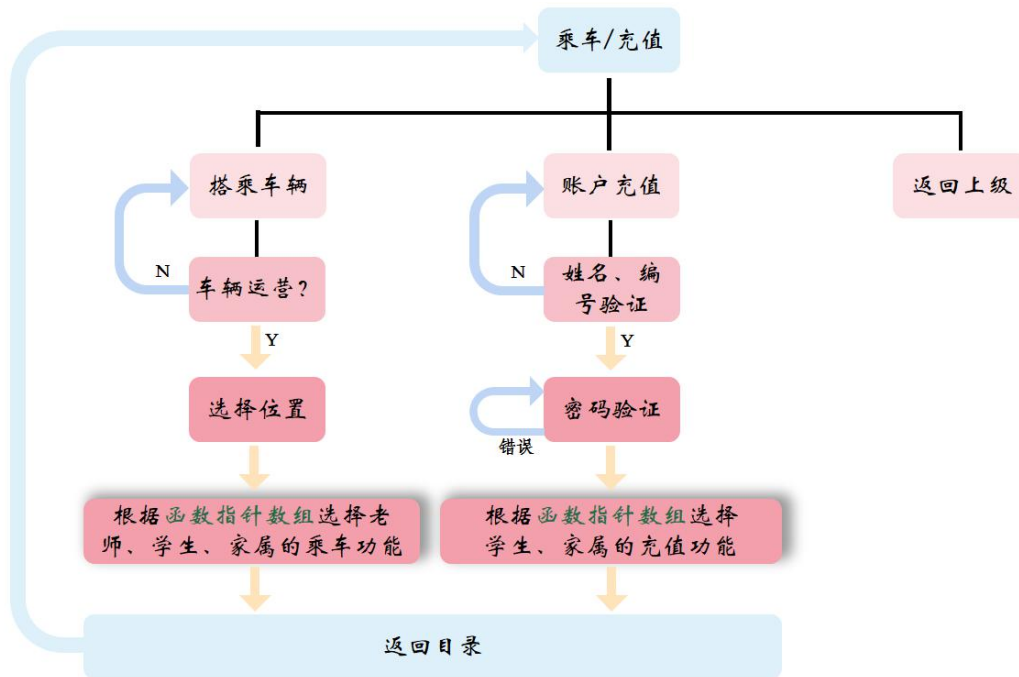 乘车/充值
搭乘车辆
账户充值
返回上级
N
车辆运营?
N
姓名、编
号验证
Y
Y
选择位置
密码验证
错误
根据函数指针数组选择老
师、学生、家属的乘车功能
根据函数指针数组选择
学生、家属的充值功能
返回目录